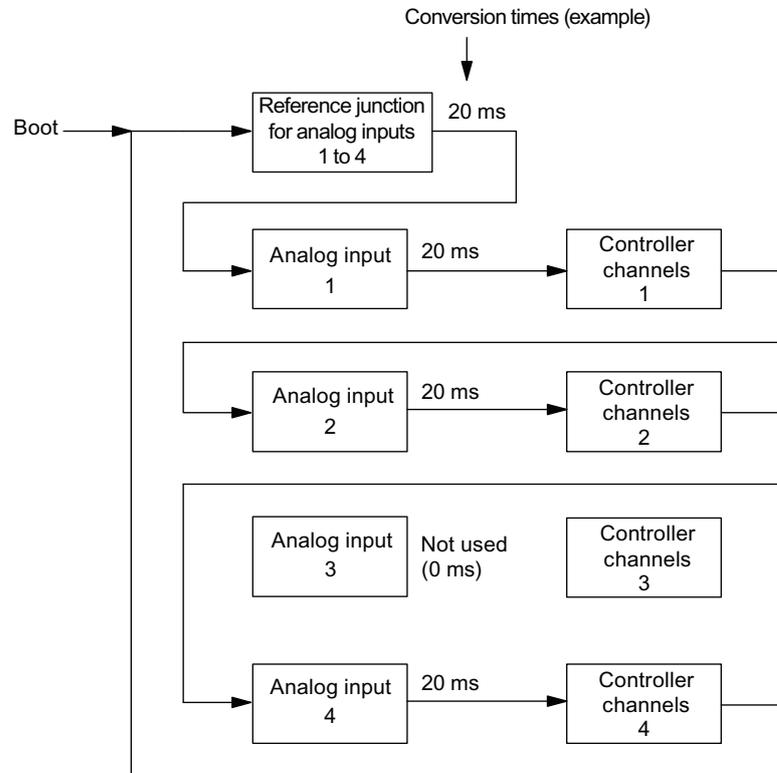 Conversion times (example)
Boot
Reference junction
for analog inputs
1 to 4
20 ms
Analog input
1
20 ms
Controller
channels
1
Analog input
2
20 ms
Controller
channels
2
Analog input
3
Not used
(0 ms)
Controller
channels
3
Analog input
4
20 ms
Controller
channels
4